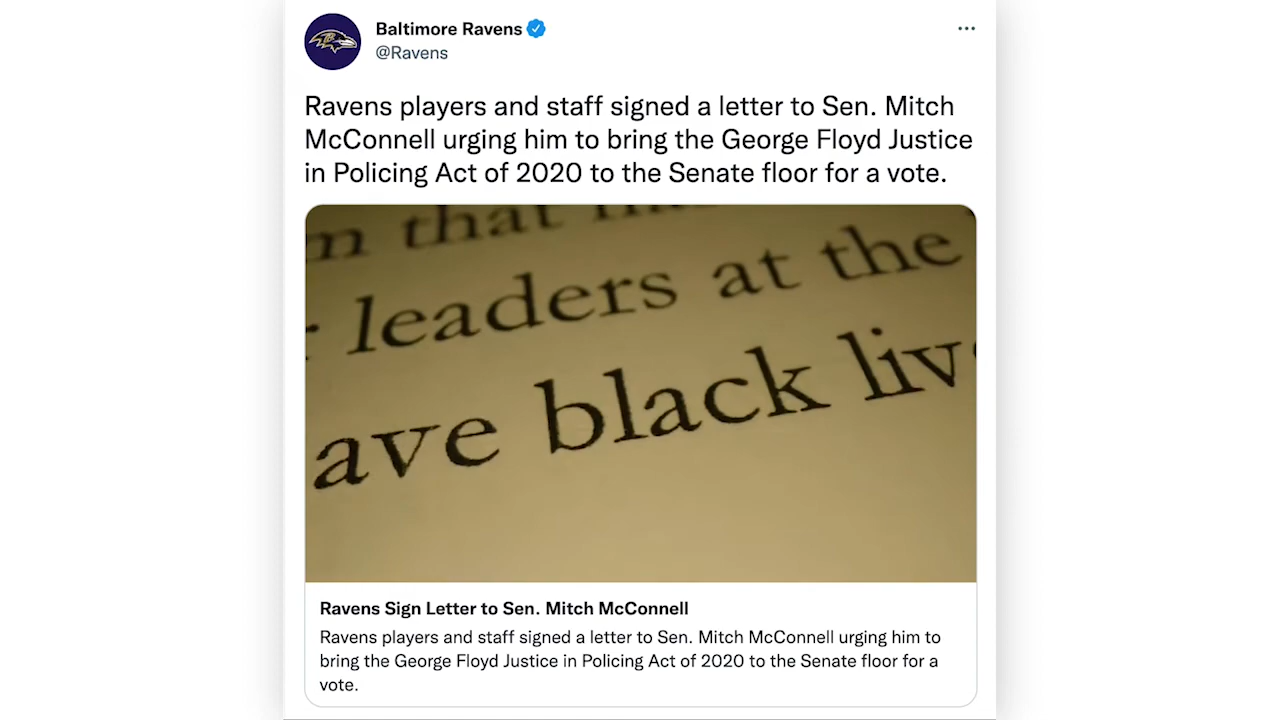 Baltimore Ravens
@Ravens
Ravens players and staff signed a letter to Sen. Mitch
McConnell urging him to bring the George Floyd Justice
in Policing Act of 2020 to the Senate floor for a vote.
that
leaders at the
ave black liv
Ravens Sign Letter to Sen. Mitch McConnell
Ravens players and staff signed a letter to Sen. Mitch McConnell urging him to
bring the George Floyd Justice in Policing Act of 2020 to the Senate floor for a
vote.